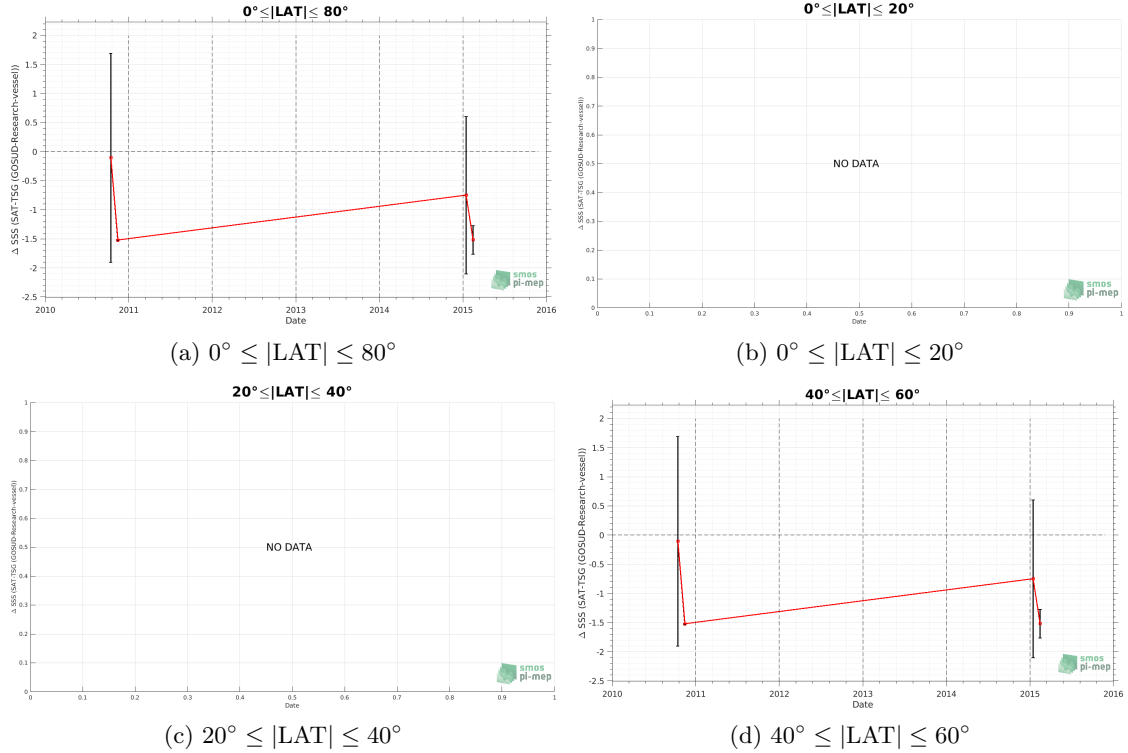 0°≤|LAT|≤ 80°
2
1.5
1
0.5
0
-0.5
-1
-1.5
-2
-2.5
Δ SSS (SAT-TSG (GOSUD-Research-vessel))
2010 2011 2012 2013 2014 2015 2016
Date
smos
pi-mep
(a) 0° ≤ |LAT| ≤ 80°
0°≤|LAT|≤ 20°
1
0.9
0.8
0.7
0.6
0.5
0.4
0.3
0.2
0.1
0
Δ SSS (SAT-TSG (GOSUD-Research-vessel))
NO DATA
0 0.1 0.2 0.3 0.4 0.5 0.6 0.7 0.8 0.9 1
Date
smos
pi-mep
(b) 0° ≤ |LAT| ≤ 20°
20°≤|LAT|≤ 40°
1
0.9
0.8
0.7
0.6
0.5
0.4
0.3
0.2
0.1
0
Δ SSS (SAT-TSG (GOSUD-Research-vessel))
NO DATA
0 0.1 0.2 0.3 0.4 0.5 0.6 0.7 0.8 0.9 1
Date
smos
pi-mep
(c) 20° ≤ |LAT| ≤ 40°
40°≤|LAT|≤ 60°
2
1.5
1
0.5
0
-0.5
-1
-1.5
-2
-2.5
Δ SSS (SAT-TSG (GOSUD-Research-vessel))
2010 2011 2012 2013 2014 2015 2016
Date
smos
pi-mep
(d) 40° ≤ |LAT| ≤ 60°